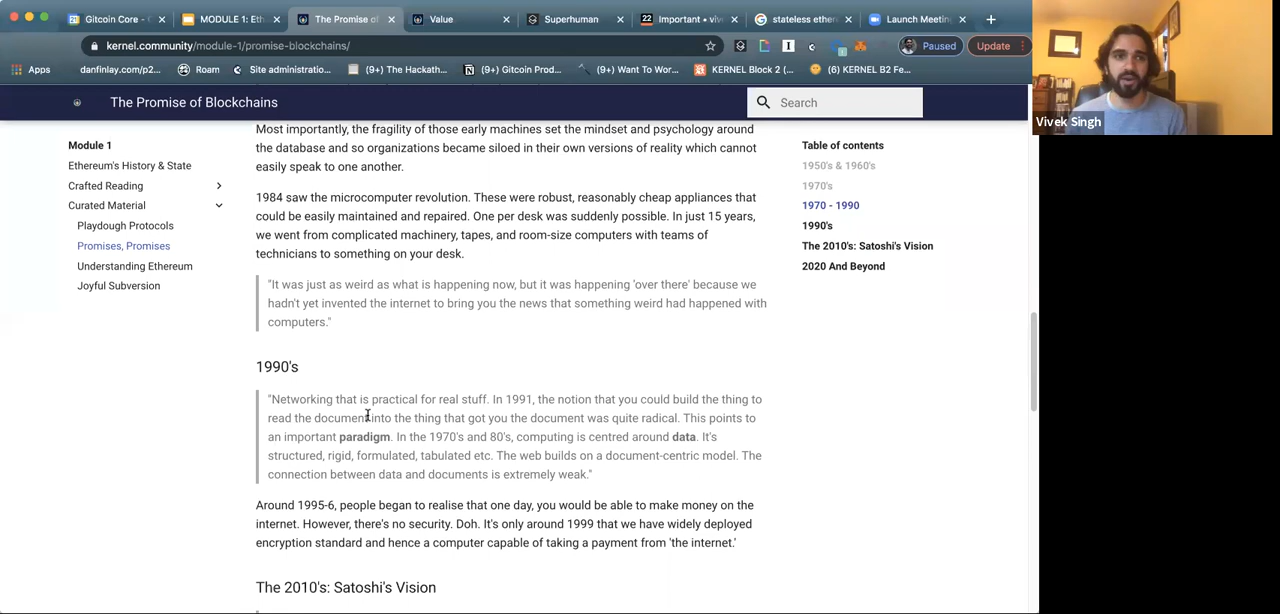 Gitcoin Core - 
MODULE 1: Eth
The Promise of
Value
Superhuman
Important • viv
stateless ether
Launch Meetin
kernel.community/module-1/promise-blockchains/
Paused
Update
Apps
danfinlay.com/p2...
Roam
Site administratio...
(9+) The Hackath...
(9+) Gitcoin Prod...
(9+) Want To Wor...
KERNEL Block 2 (...
(6) KERNEL B2 Fe...
Vivek Singh
The Promise of Blockchains
Search
Module 1
Ethereum's History & State
Crafted Reading
Curated Material
Playdough Protocols
Promises, Promises
Understanding Ethereum
Joyful Subversion
Most importantly, the fragility of those early machines set the mindset and psychology around
the database and so organizations became siloed in their own versions of reality which cannot
easily speak to one another.
1984 saw the microcomputer revolution. These were robust, reasonably cheap appliances that
could be easily maintained and repaired. One per desk was suddenly possible. In just 15 years,
we went from complicated machinery, tapes, and room-size computers with teams of
technicians to something on your desk.
"It was just as weird as what is happening now, but it was happening 'over there' because we
hadn't yet invented the internet to bring you the news that something weird had happened with
computers."
1990's
"Networking that is practical for real stuff. In 1991, the notion that you could build the thing to
read the document into the thing that got you the document was quite radical. This points to
an important paradigm. In the 1970's and 80's, computing is centred around data. It's
structured, rigid, formulated, tabulated etc. The web builds on a document-centric model. The
connection between data and documents is extremely weak."
Around 1995-6, people began to realise that one day, you would be able to make money on the
internet. However, there's no security. Doh. It's only around 1999 that we have widely deployed
encryption standard and hence a computer capable of taking a payment from 'the internet.'
The 2010's: Satoshi's Vision
Table of contents
1950's & 1960's
1970's
1970 - 1990
1990's
The 2010's: Satoshi's Vision
2020 And Beyond